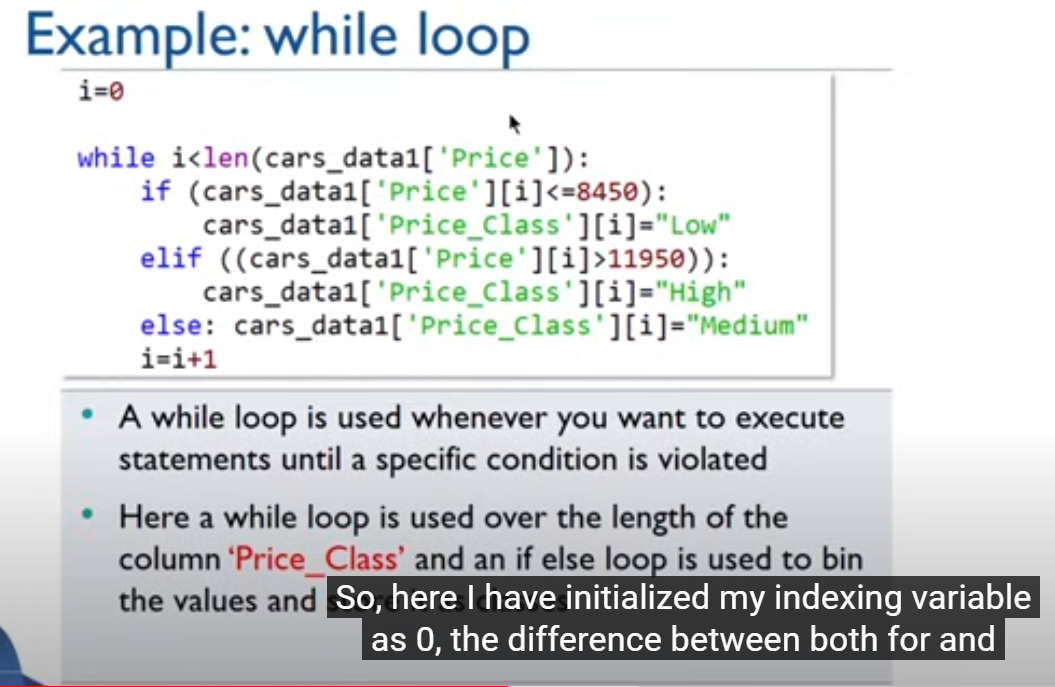 Example: while loop
i=0
while i<len(cars_data1['Price']):
if (cars_data1['Price'][i]<=8450):
cars_data1['Price_Class'][i]="Low"
elif ((cars_data1['Price'][i]>11950)):
cars_data1['Price_Class'][i]="High"
else: cars_data1['Price_Class'][i]="Medium"
i=i+1
• A while loop is used whenever you want to execute
statements until a specific condition is violated
• Here a while loop is used over the length of the
column ‘Price_Class’ and an if else loop is used to bin
the values and
So, here I have initialized my indexing variable
as 0, the difference between both for and